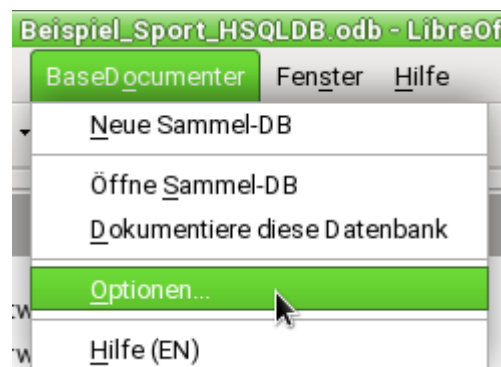 Beispiel_Sport_HSQLDB.odb - LibreOf
BaseDocumenter Fenster Hilfe
Neue Sammel-DB
Öffne Sammel-DB
Dokumentiere diese Datenbank
Optionen...
Hilfe (EN)